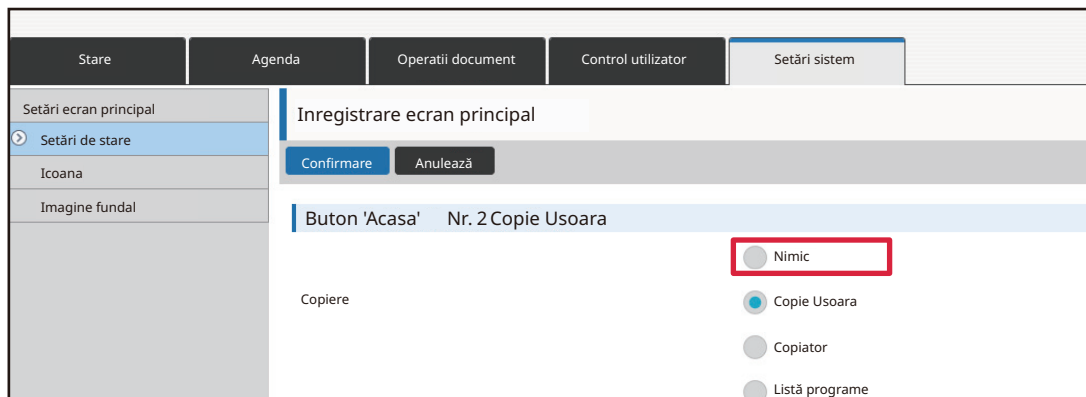 Stare Agenda Operatii document Control utilizator Setări sistem
Setări ecran principal
Setări de stare
Icoana
Imagine fundal
Inregistrare ecran principal
Confirmare Anulează
Buton 'Acasa' Nr. 2 Copie Usoara
Nimic
Copiere
Copie Usoara
Copiator
Listă programe